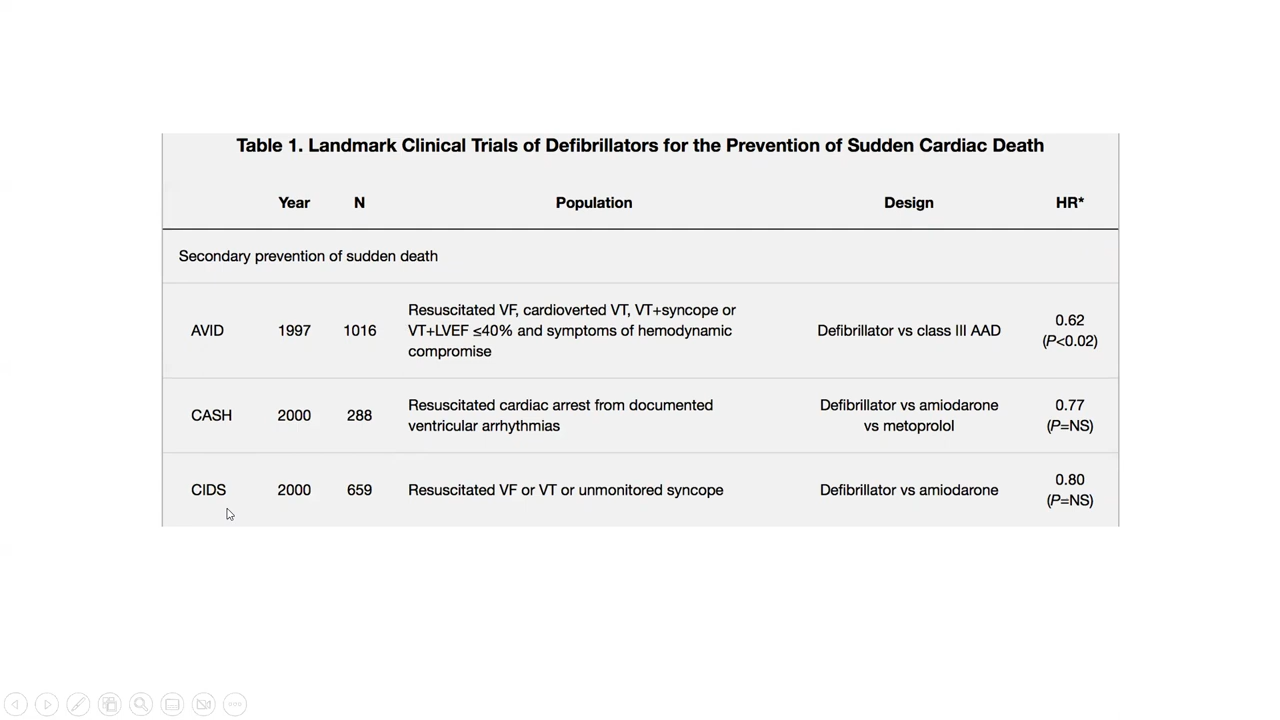 Table 1. Landmark Clinical Trials of Defibrillators for the Prevention of Sudden Cardiac Death
Year N Population Design HR*
Secondary prevention of sudden death
AVID 1997 1016 Resuscitated VF, cardioverted VT, VT+syncope or VT+LVEF ≤40% and symptoms of hemodynamic compromise Defibrillator vs class III AAD 0.62 (P<0.02)
CASH 2000 288 Resuscitated cardiac arrest from documented ventricular arrhythmias Defibrillator vs amiodarone vs metoprolol 0.77 (P=NS)
CIDS 2000 659 Resuscitated VF or VT or unmonitored syncope Defibrillator vs amiodarone 0.80 (P=NS)